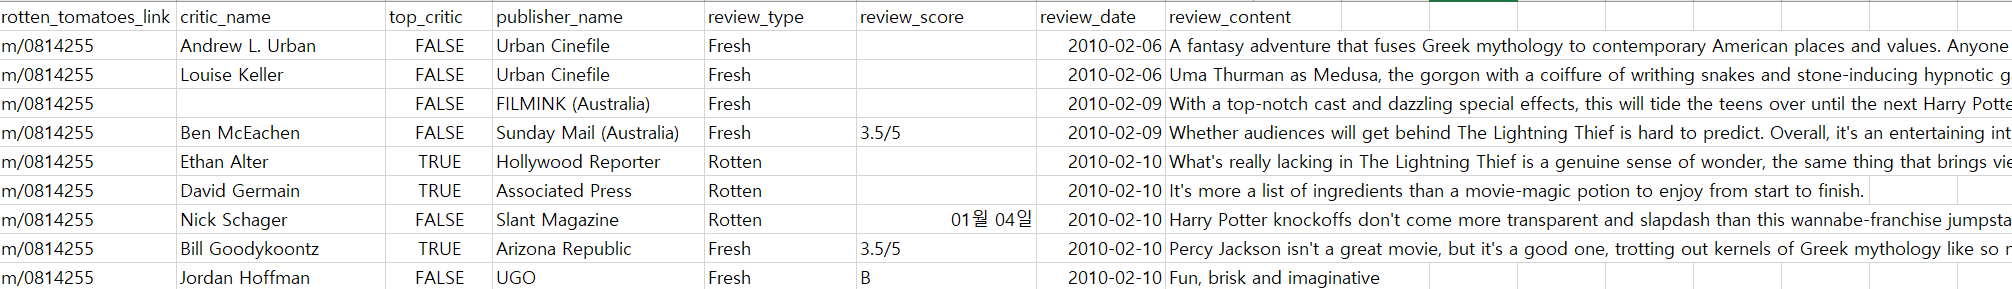 rotten_tomatoes_link critic_name top_critic publisher_name review_type review_score review_date review_content
m/0814255 Andrew L. Urban FALSE Urban Cinefile Fresh 2010-02-06 A fantasy adventure that fuses Greek mythology to contemporary American places and values. Anyone
m/0814255 Louise Keller FALSE Urban Cinefile Fresh 2010-02-06 Uma Thurman as Medusa, the gorgon with a coiffure of writhing snakes and stone-inducing hypnotic g
m/0814255 FALSE FILMINK (Australia) Fresh 2010-02-09 With a top-notch cast and dazzling special effects, this will tide the teens over until the next Harry Potte
m/0814255 Ben McEachen FALSE Sunday Mail (Australia) Fresh 3.5/5 2010-02-09 Whether audiences will get behind The Lightning Thief is hard to predict. Overall, it's an entertaining int
m/0814255 Ethan Alter TRUE Hollywood Reporter Rotten 2010-02-10 What's really lacking in The Lightning Thief is a genuine sense of wonder, the same thing that brings vie
m/0814255 David Germain TRUE Associated Press Rotten 2010-02-10 It's more a list of ingredients than a movie-magic potion to enjoy from start to finish.
m/0814255 Nick Schager FALSE Slant Magazine Rotten 01월 04일 2010-02-10 Harry Potter knockoffs don't come more transparent and slapdash than this wannabe-franchise jumpsta
m/0814255 Bill Goodykoontz TRUE Arizona Republic Fresh 3.5/5 2010-02-10 Percy Jackson isn't a great movie, but it's a good one, trotting out kernels of Greek mythology like so
m/0814255 Jordan Hoffman FALSE UGO Fresh B 2010-02-10 Fun, brisk and imaginative